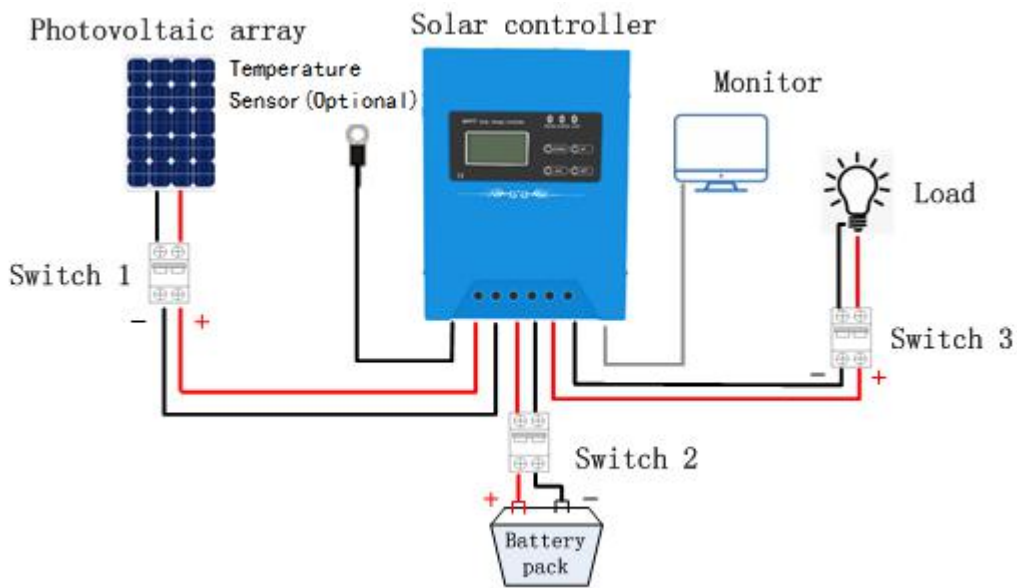 Photovoltaic array
Solar controller
Temperature
Sensor(Optional)
Monitor
Load
Switch 1
- +
Switch 3
- +
Switch 2
+ -
Battery
pack